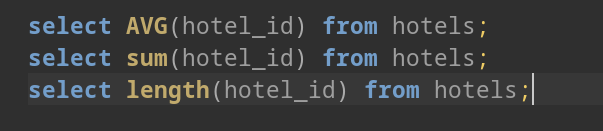 select AVG(hotel_id) from hotels;
select sum(hotel_id) from hotels;
select length(hotel_id) from hotels;